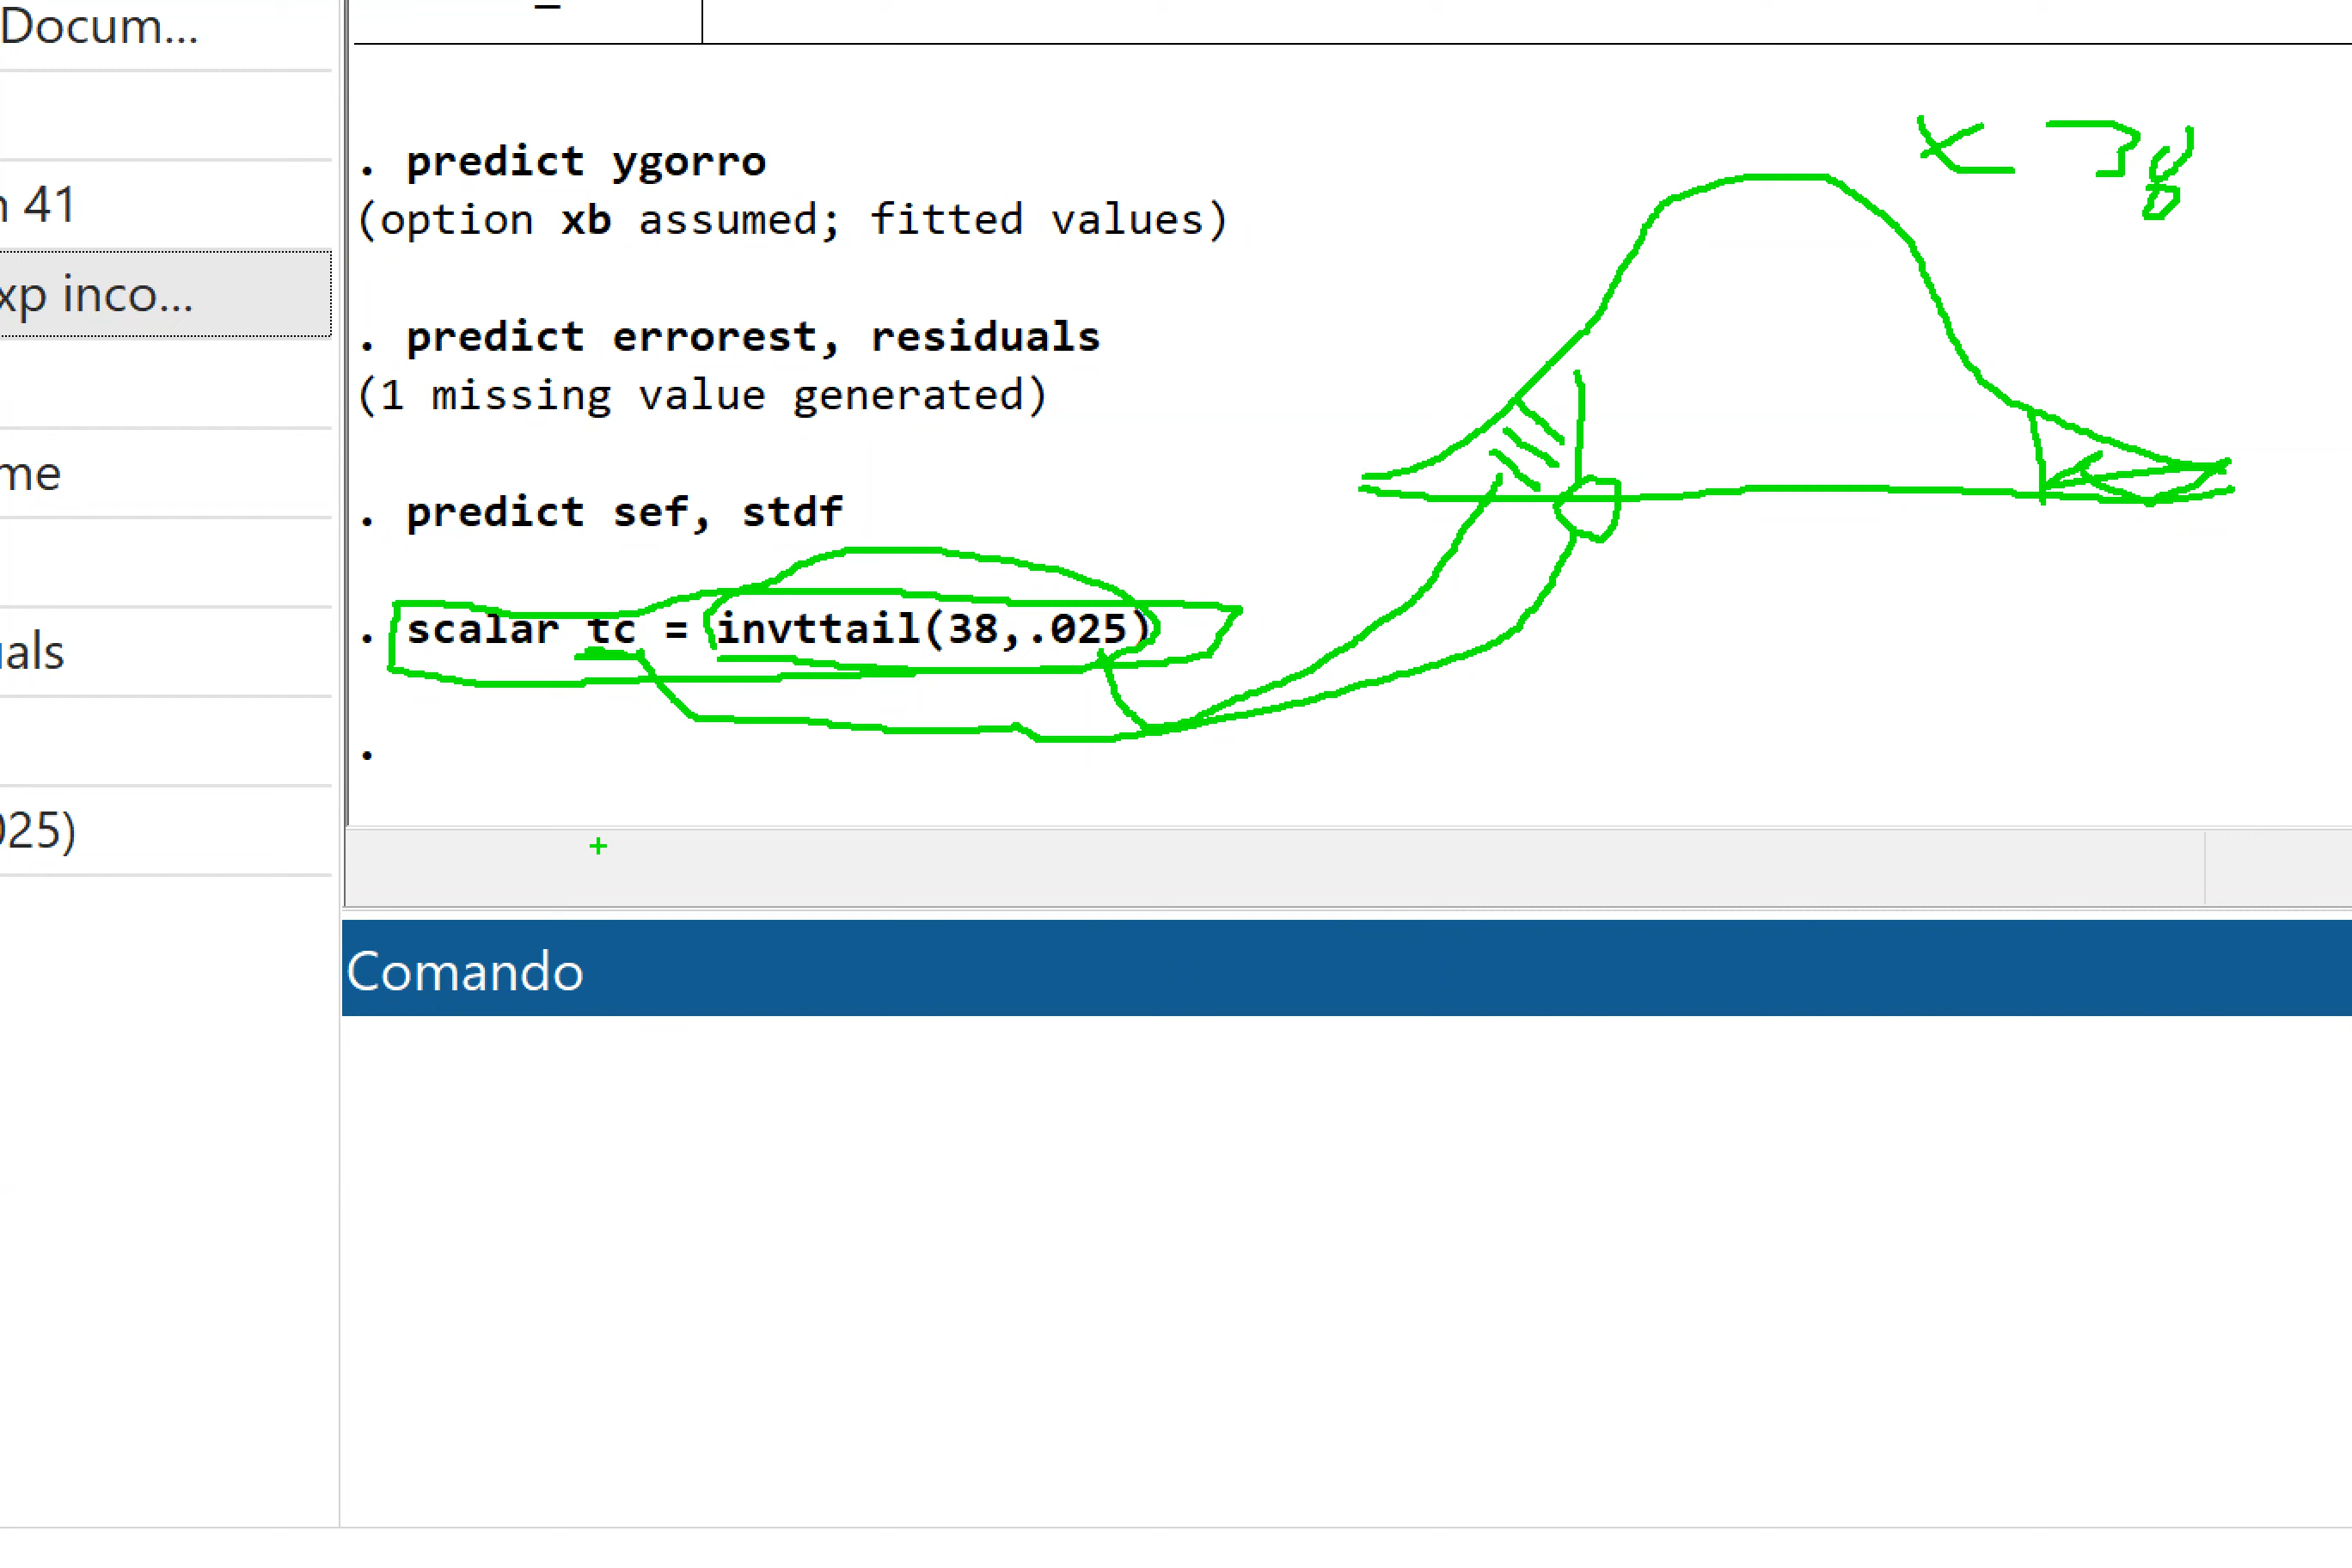 Docum...
n 41
xp inco...
me
uals
025)
. predict ygorro
(option xb assumed; fitted values)
. predict errorest, residuals
(1 missing value generated)
. predict sef, stdf
. scalar tc = invttail(38,.025)
.
Comando